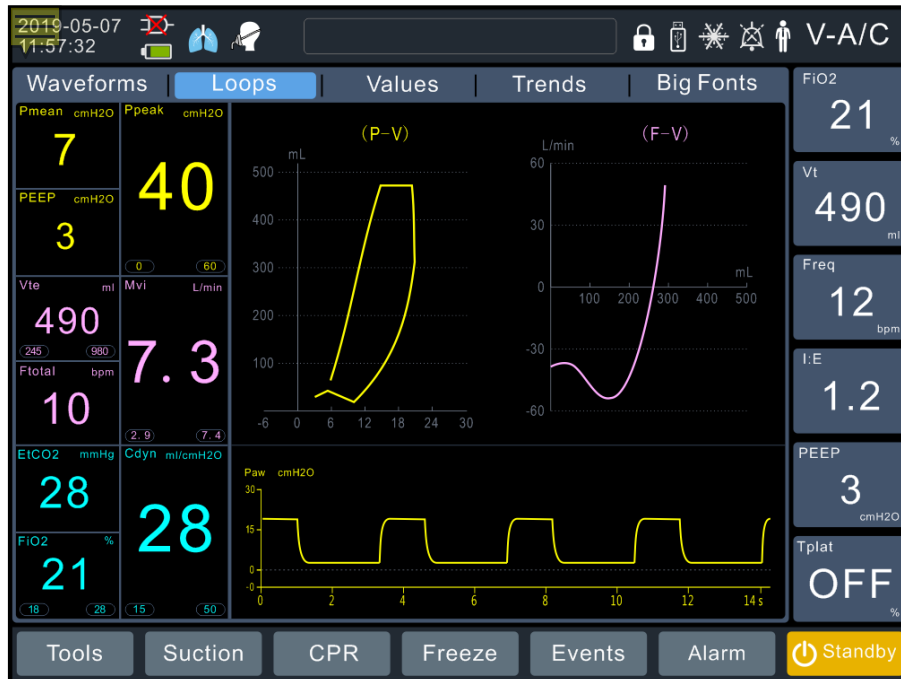 2019-05-07
11:57:32
V-A/C
Waveforms Loops Values Trends Big Fonts
Pmean cmH2O
7
PEEP cmH2O
3
Ppeak cmH2O
40
0 60
Vte ml
490
245 980
Ftotal bpm
10
Mvi L/min
7.3
2.9 7.4
EtCO2 mmHg
28
FiO2 %
21
18 28
Cdyn ml/cmH2O
28
15 50
(P-V)
mL
500
400
300
200
100
-6 0 6 12 18 24 30
(F-V)
L/min
60
30
0
-30
-60
mL
100 200 300 400 500
Paw cmH2O
30
15
0
-0
0 2 4 6 8 10 12 14 s
FiO2
21
%
Vt
490
ml
Freq
12
bpm
I:E
1.2
PEEP
3
cmH2O
Tplat
OFF
%
Tools Suction CPR Freeze Events Alarm Standby